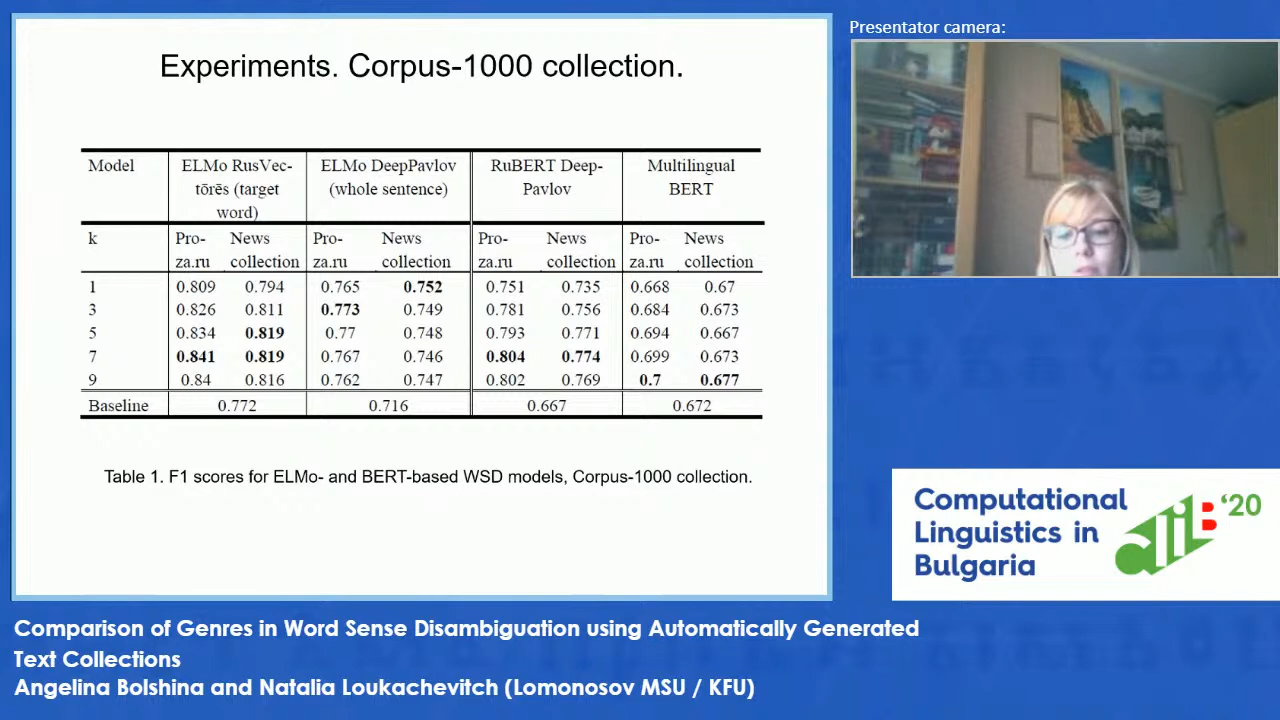 Presentator camera:
Experiments. Corpus-1000 collection.
Model ELMo RusVec- ELMo DeepPavlov RuBERT Deep- Multilingual
tōrēs (target (whole sentence) Pavlov BERT
word)
k Pro- News Pro- News Pro- News Pro- News
za.ru collection za.ru collection za.ru collection za.ru collection
1 0.809 0.794 0.765 0.752 0.751 0.735 0.668 0.67
3 0.826 0.811 0.773 0.749 0.781 0.756 0.684 0.673
5 0.834 0.819 0.77 0.748 0.793 0.771 0.694 0.667
7 0.841 0.819 0.767 0.746 0.804 0.774 0.699 0.673
9 0.84 0.816 0.762 0.747 0.802 0.769 0.7 0.677
Baseline 0.772 0.716 0.667 0.672
Table 1. F1 scores for ELMo- and BERT-based WSD models, Corpus-1000 collection.
Computational
Linguistics in
Bulgaria
clIB '20
Comparison of Genres in Word Sense Disambiguation using Automatically Generated
Text Collections
Angelina Bolshina and Natalia Loukachevitch (Lomonosov MSU / KFU)